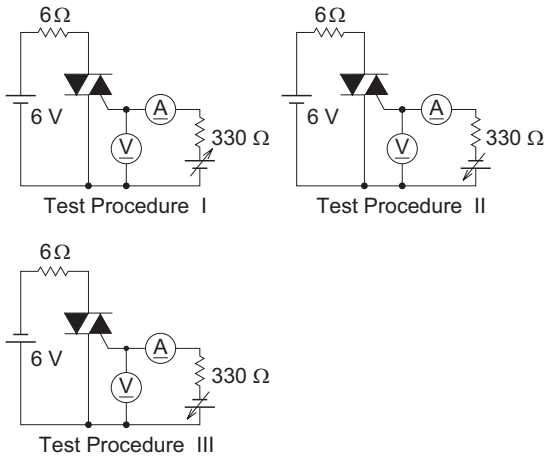 6Ω
6 V
A
V
330 Ω
Test Procedure I
6Ω
6 V
A
V
330 Ω
Test Procedure II
6Ω
6 V
A
V
330 Ω
Test Procedure III